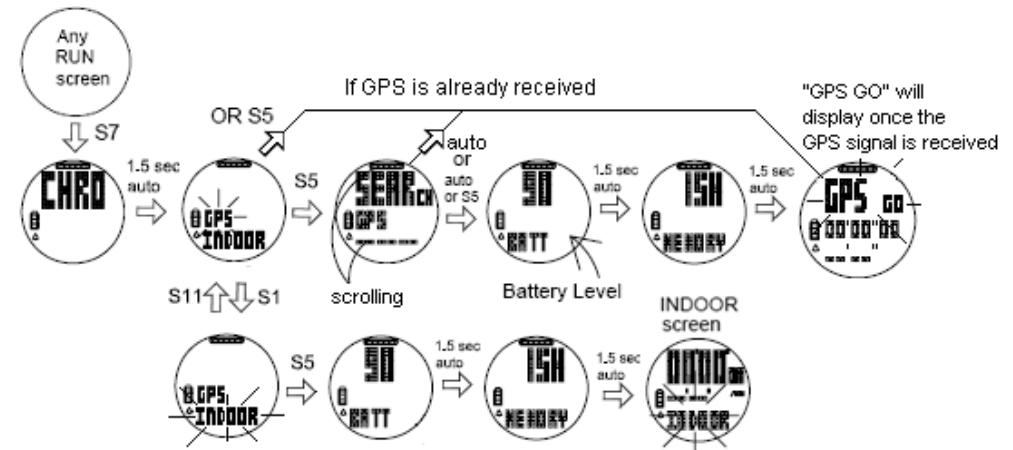 Any
RUN
screen
S7
CHRO
1.5 sec
auto
GPS
INDOOR
OR S5
S5
If GPS is already received
SEARCH
GPS
scrolling
auto
or
auto
or S5
BATT
Battery Level
1.5 sec
auto
15H
MEMORY
1.5 sec
auto
"GPS GO" will
display once the
GPS signal is received
GPS GO
00'00"00
S11
S1
GPS
INDOOR
S5
BATT
1.5 sec
auto
15H
MEMORY
1.5 sec
auto
INDOOR
screen
INDOOR